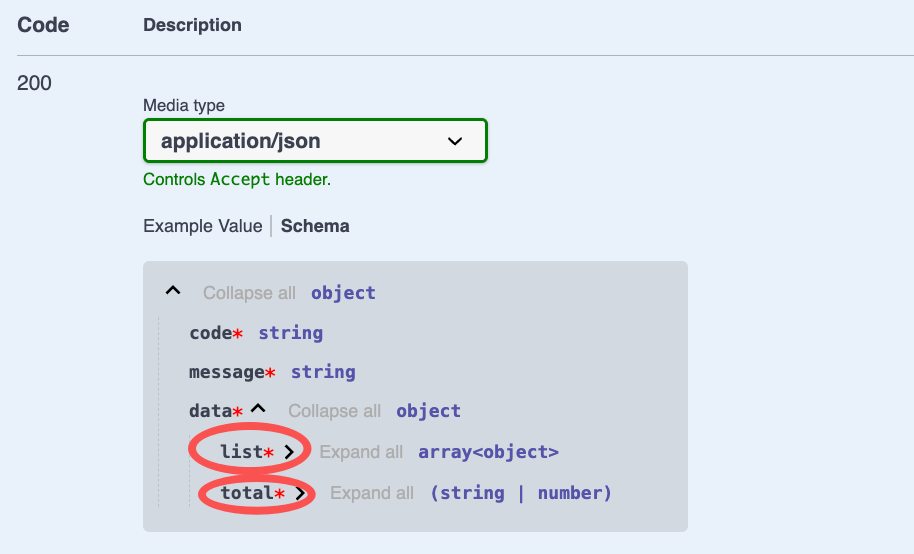 Code Description
200
Media type
application/json
Controls Accept header.
Example Value | Schema
Collapse all object
code* string
message* string
data* Collapse all object
list* Expand all array<object>
total* Expand all (string | number)